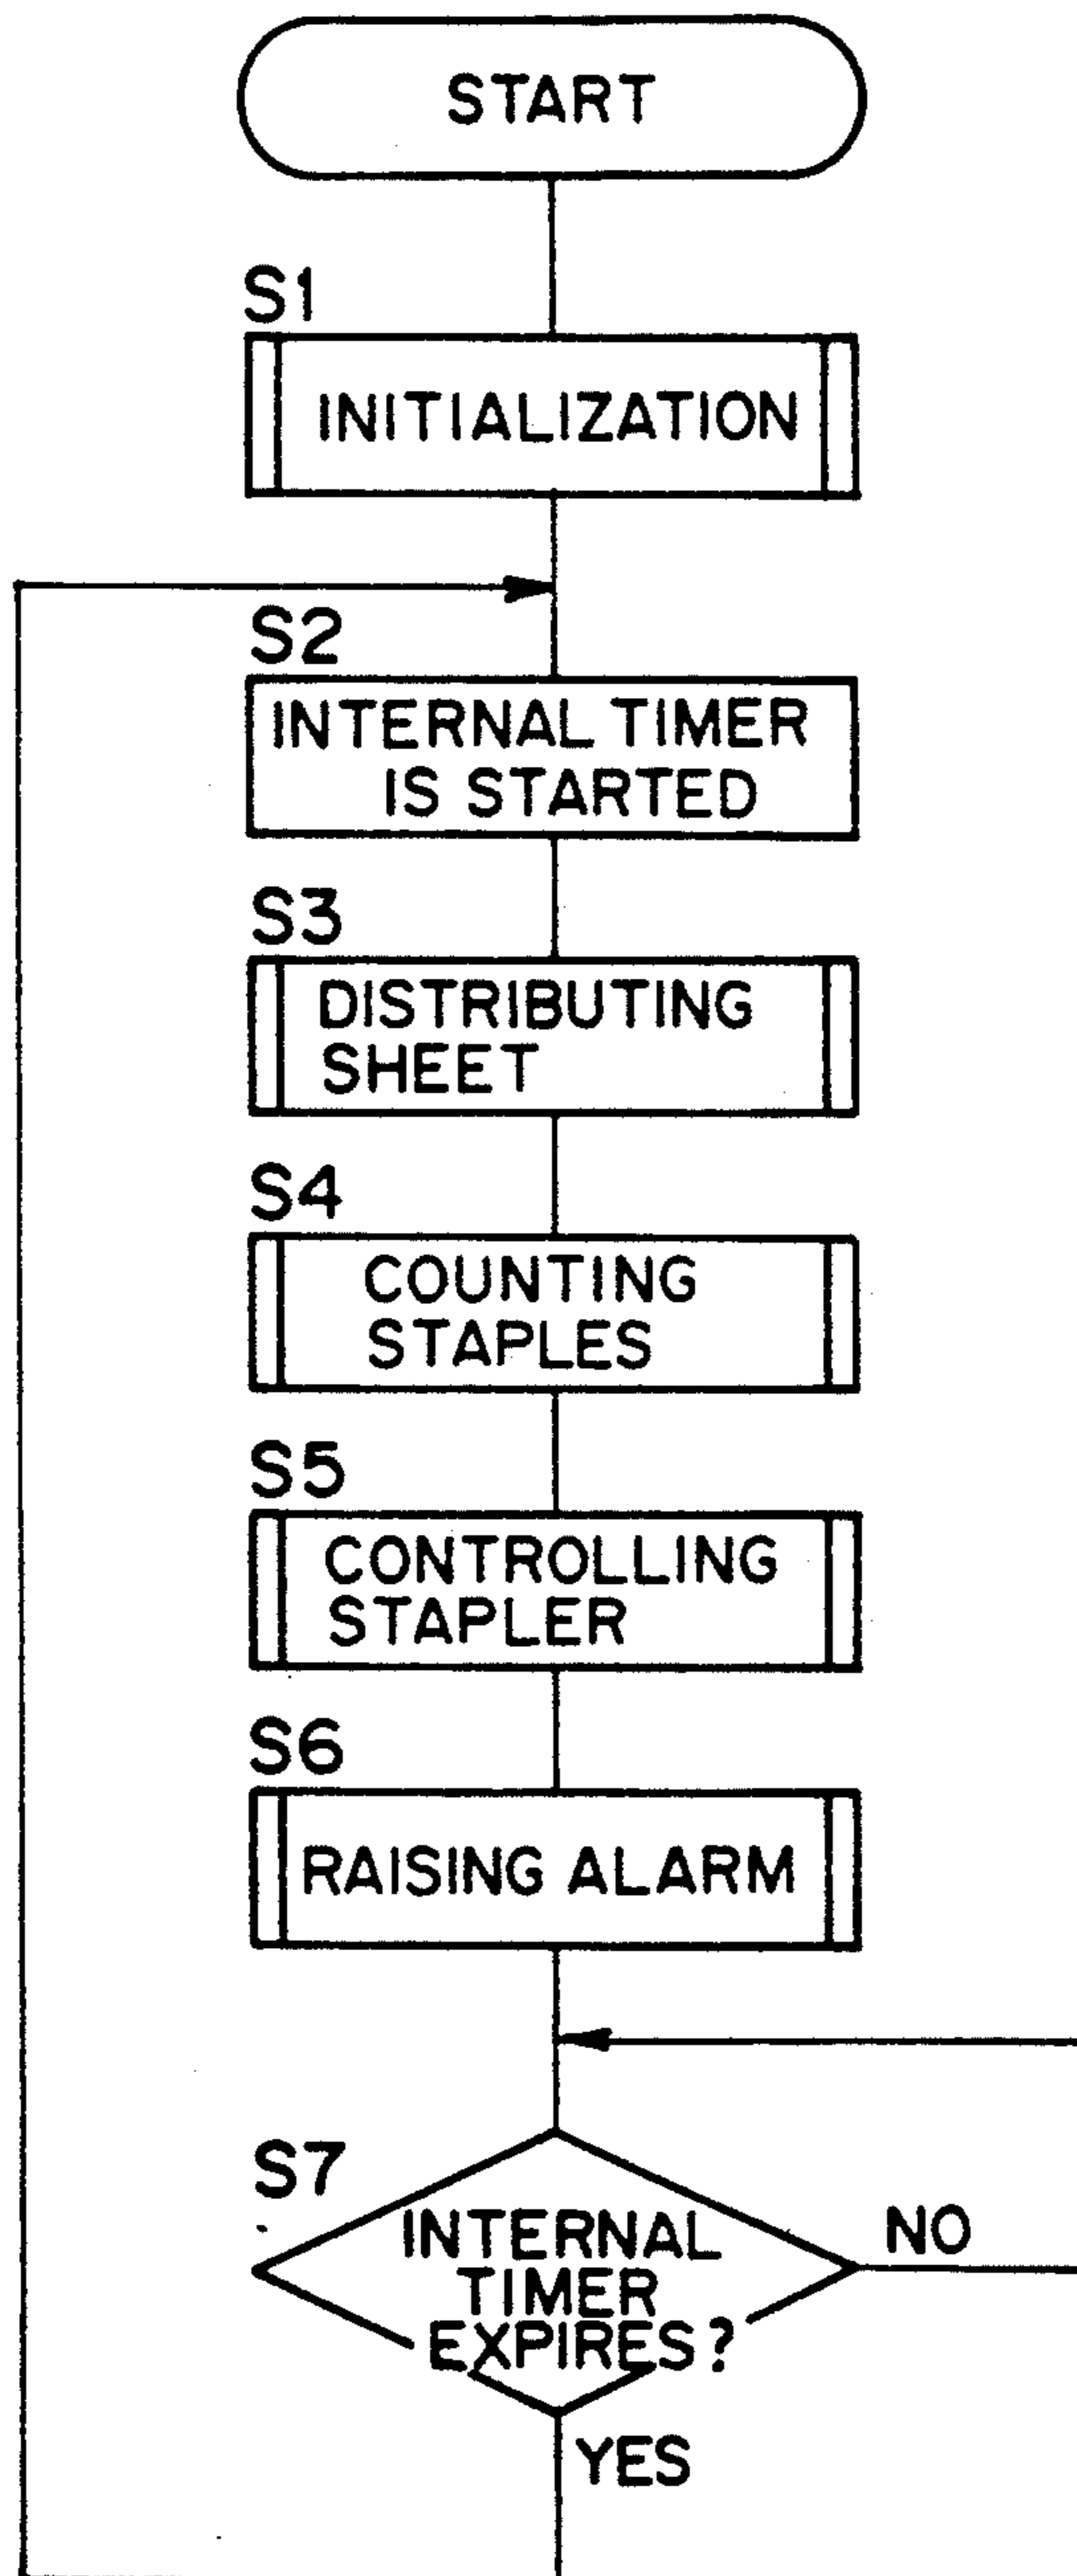 START
S1
INITIALIZATION
S2
INTERNAL TIMER
IS STARTED
S3
DISTRIBUTING
SHEET
S4
COUNTING
STAPLES
S5
CONTROLLING
STAPLER
S6
RAISING ALARM
S7
INTERNAL
TIMER
EXPIRES?
NO
YES